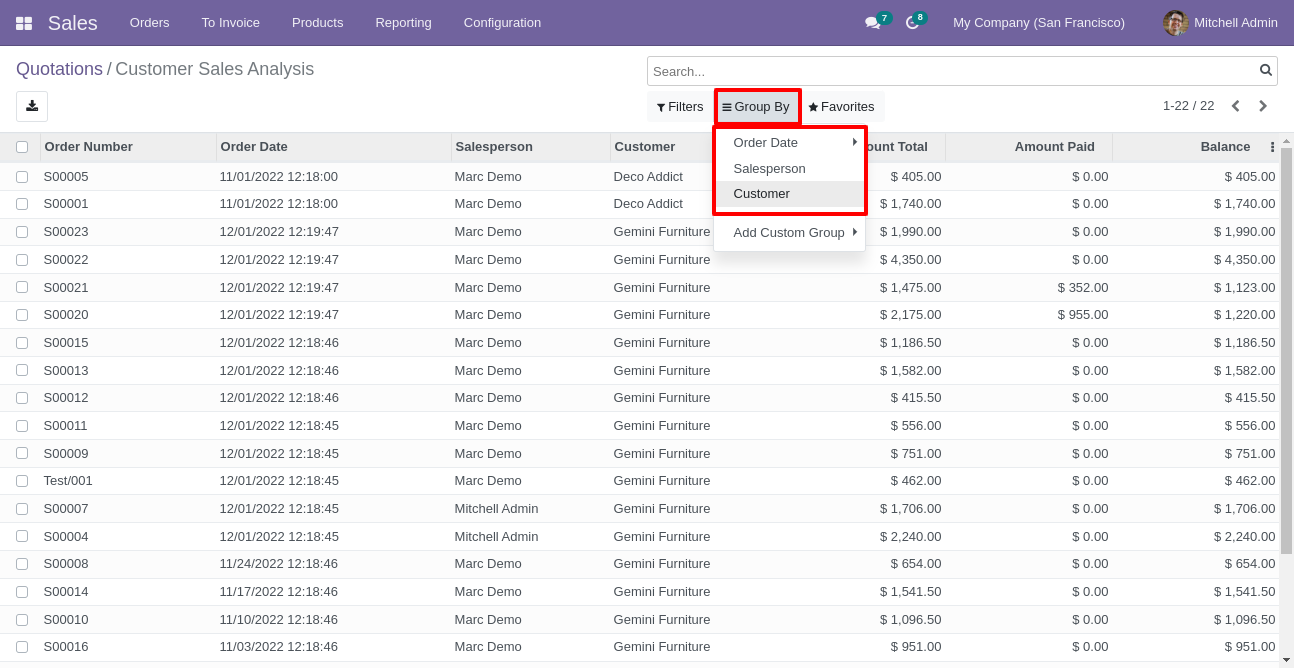 Sales Orders To Invoice Products Reporting Configuration 7 8 My Company (San Francisco) Mitchell Admin
Quotations / Customer Sales Analysis
Search...
Filters Group By Favorites 1-22 / 22
Order Date
Salesperson
Customer
Add Custom Group
Order Number Order Date Salesperson Customer ount Total Amount Paid Balance
S00005 11/01/2022 12:18:00 Marc Demo Deco Addict $ 405.00 $ 0.00 $ 405.00
S00001 11/01/2022 12:18:00 Marc Demo Deco Addict $ 1,740.00 $ 0.00 $ 1,740.00
S00023 12/01/2022 12:19:47 Marc Demo Gemini Furniture $ 1,990.00 $ 0.00 $ 1,990.00
S00022 12/01/2022 12:19:47 Marc Demo Gemini Furniture $ 4,350.00 $ 0.00 $ 4,350.00
S00021 12/01/2022 12:19:47 Marc Demo Gemini Furniture $ 1,475.00 $ 352.00 $ 1,123.00
S00020 12/01/2022 12:19:47 Marc Demo Gemini Furniture $ 2,175.00 $ 955.00 $ 1,220.00
S00015 12/01/2022 12:18:46 Marc Demo Gemini Furniture $ 1,186.50 $ 0.00 $ 1,186.50
S00013 12/01/2022 12:18:46 Marc Demo Gemini Furniture $ 1,582.00 $ 0.00 $ 1,582.00
S00012 12/01/2022 12:18:46 Marc Demo Gemini Furniture $ 415.50 $ 0.00 $ 415.50
S00011 12/01/2022 12:18:45 Marc Demo Gemini Furniture $ 556.00 $ 0.00 $ 556.00
S00009 12/01/2022 12:18:45 Marc Demo Gemini Furniture $ 751.00 $ 0.00 $ 751.00
Test/001 12/01/2022 12:18:45 Marc Demo Gemini Furniture $ 462.00 $ 0.00 $ 462.00
S00007 12/01/2022 12:18:45 Mitchell Admin Gemini Furniture $ 1,706.00 $ 0.00 $ 1,706.00
S00004 12/01/2022 12:18:45 Mitchell Admin Gemini Furniture $ 2,240.00 $ 0.00 $ 2,240.00
S00008 11/24/2022 12:18:46 Marc Demo Gemini Furniture $ 654.00 $ 0.00 $ 654.00
S00014 11/17/2022 12:18:46 Marc Demo Gemini Furniture $ 1,541.50 $ 0.00 $ 1,541.50
S00010 11/10/2022 12:18:46 Marc Demo Gemini Furniture $ 1,096.50 $ 0.00 $ 1,096.50
S00016 11/03/2022 12:18:46 Marc Demo Gemini Furniture $ 951.00 $ 0.00 $ 951.00